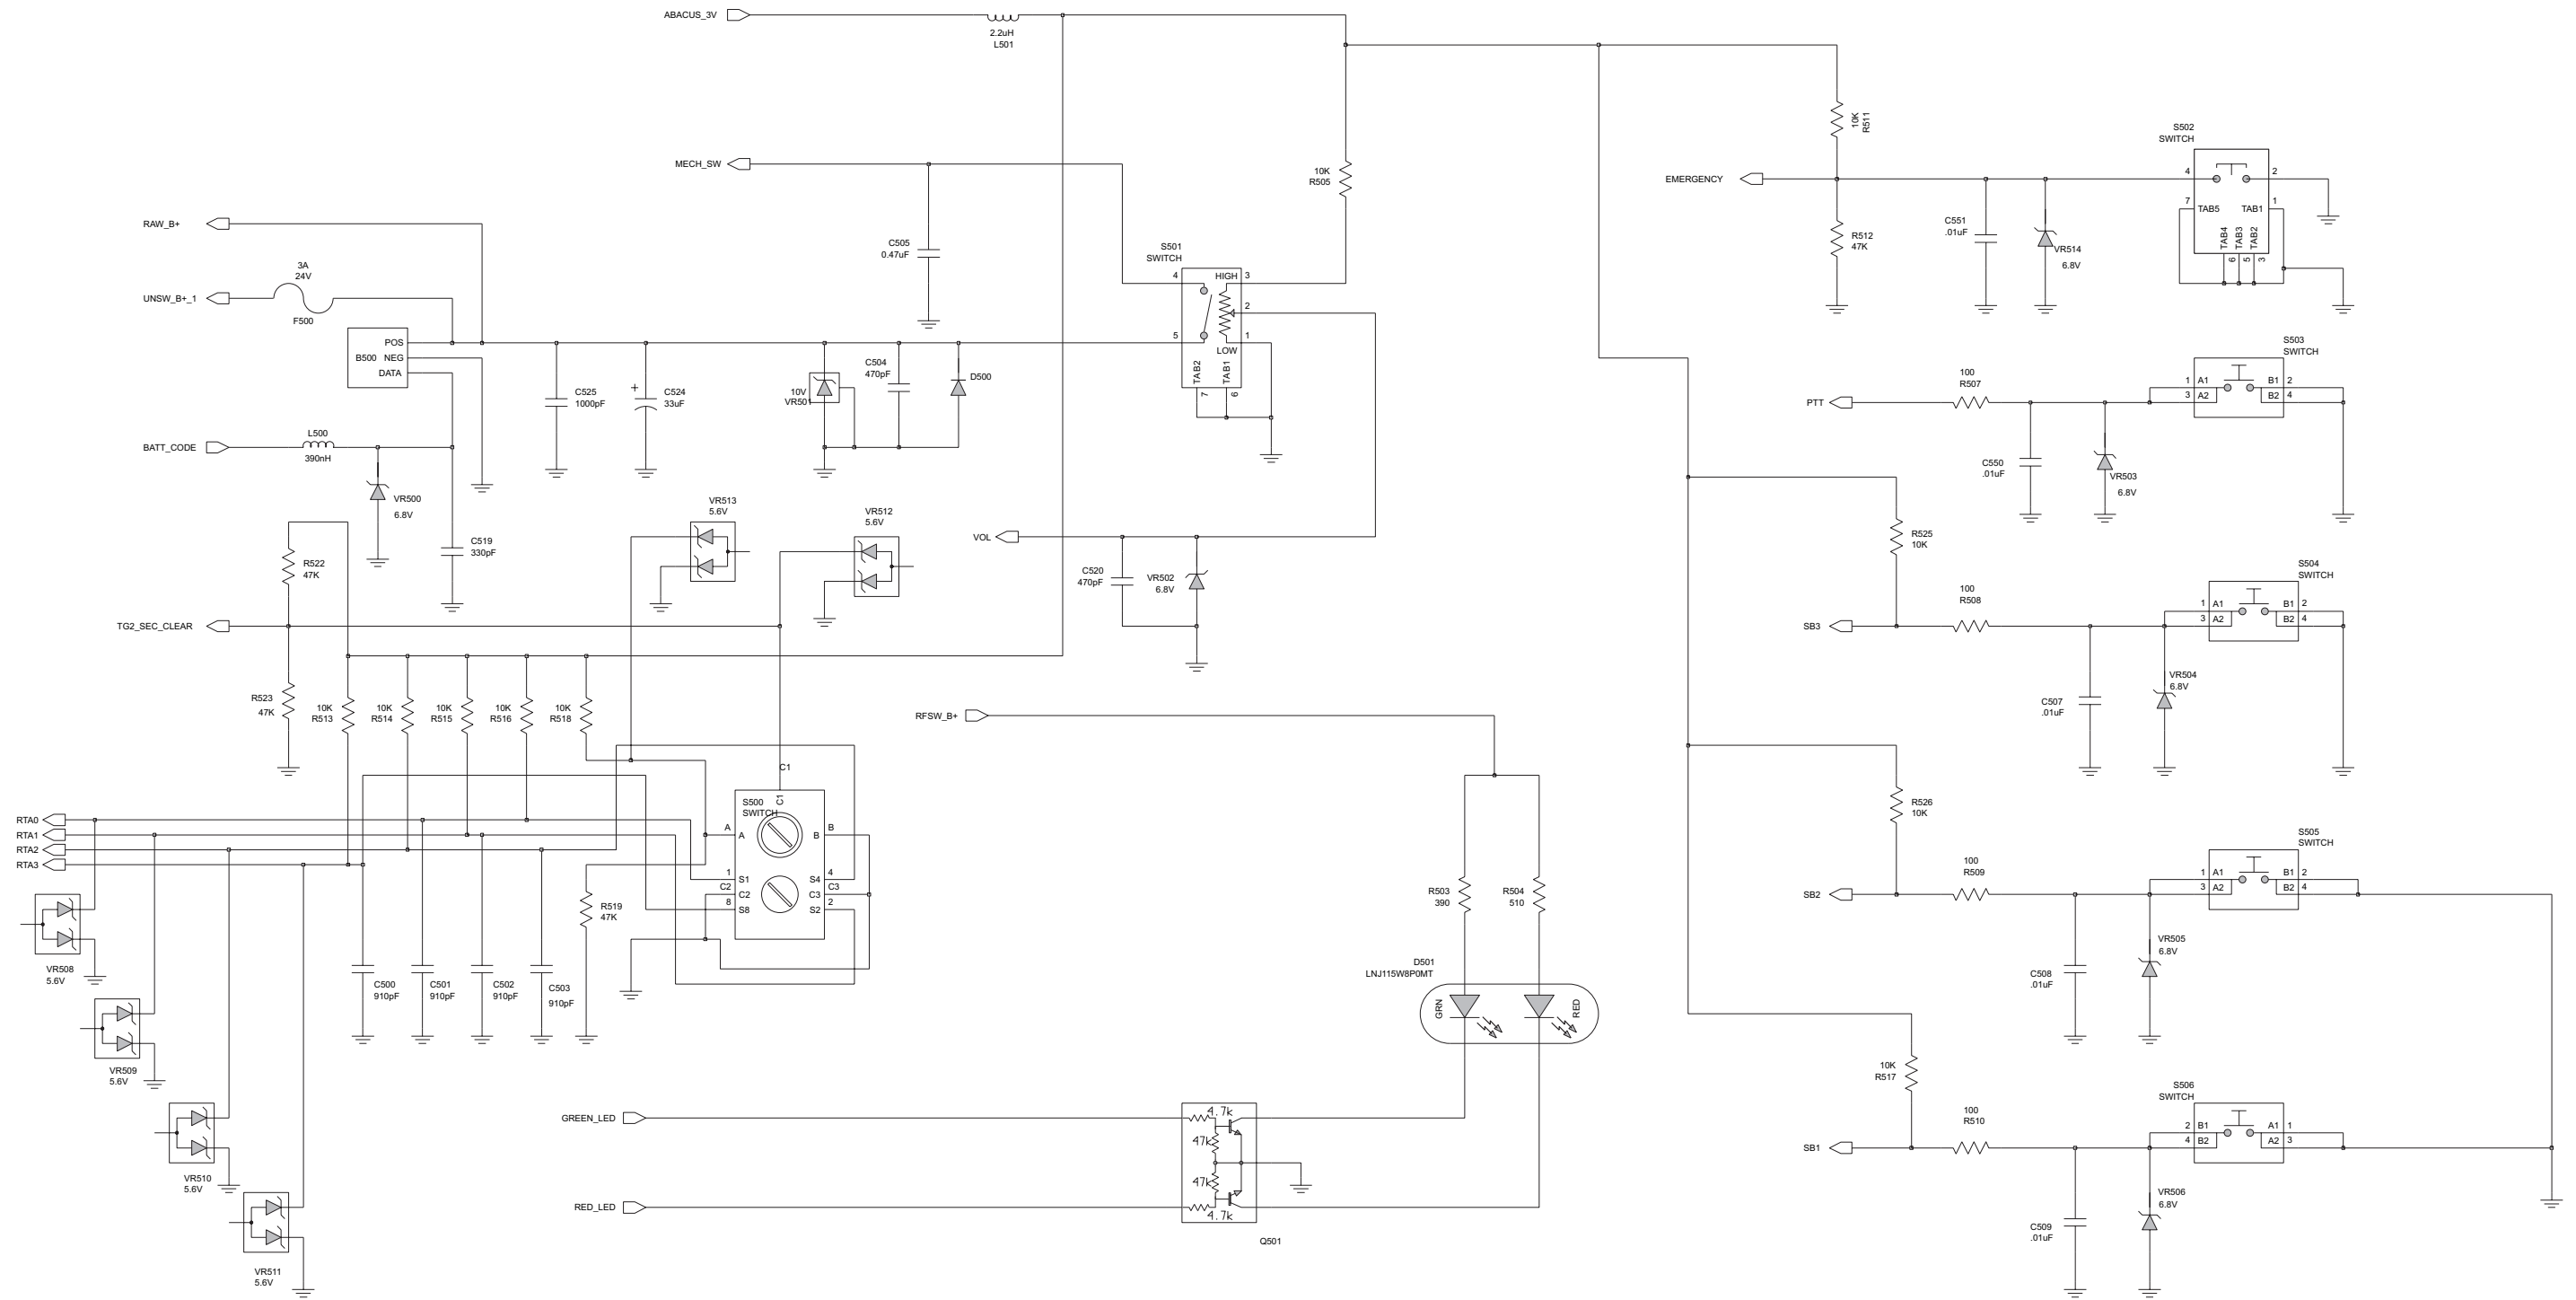 ABACUS_3V
2.2uH
L501
10K
R511
S502
SWITCH
MECH_SW
10K
R505
EMERGENCY
4
2
7
TAB5
TAB1
1
TAB4
TAB3
TAB2
6
5
3
RAW_B+
C505
0.47uF
S501
SWITCH
C551
.01uF
R512
47K
VR514
6.8V
3A
24V
UNSW_B+_1
F500
4
HIGH
3
2
5
1
LOW
TAB2
TAB1
7
6
POS
B500
NEG
DATA
C525
1000pF
+
C524
33uF
10V
VR501
C504
470pF
D500
S503
SWITCH
100
R507
PTT
1
A1
B1
2
3
A2
B2
4
C550
.01uF
VR503
6.8V
BATT_CODE
L500
390nH
VR500
6.8V
C519
330pF
VR513
5.6V
VR512
5.6V
VOL
C520
470pF
VR502
6.8V
R525
10K
R522
47K
TG2_SEC_CLEAR
S504
SWITCH
100
R508
SB3
1
A1
B1
2
3
A2
B2
4
C507
.01uF
VR504
6.8V
R523
47K
10K
R513
10K
R514
10K
R515
10K
R516
10K
R518
RFSW_B+
C1
C1
S500
SWITCH
A
A
B
B
1
S1
S4
4
C2
C2
C3
C3
8
S8
S2
2
RTA0
RTA1
RTA2
RTA3
R519
47K
R526
10K
S505
SWITCH
100
R509
SB2
1
A1
B1
2
3
A2
B2
4
C508
.01uF
VR505
6.8V
R503
390
R504
510
D501
LNJ115W8P0MT
GRN
RED
VR508
5.6V
C500
910pF
C501
910pF
C502
910pF
C503
910pF
VR509
5.6V
VR510
5.6V
VR511
5.6V
10K
R517
S506
SWITCH
100
R510
SB1
2
B1
A1
1
4
B2
A2
3
C509
.01uF
VR506
6.8V
GREEN_LED
4.7k
47k
47k
RED_LED
4.7k
Q501